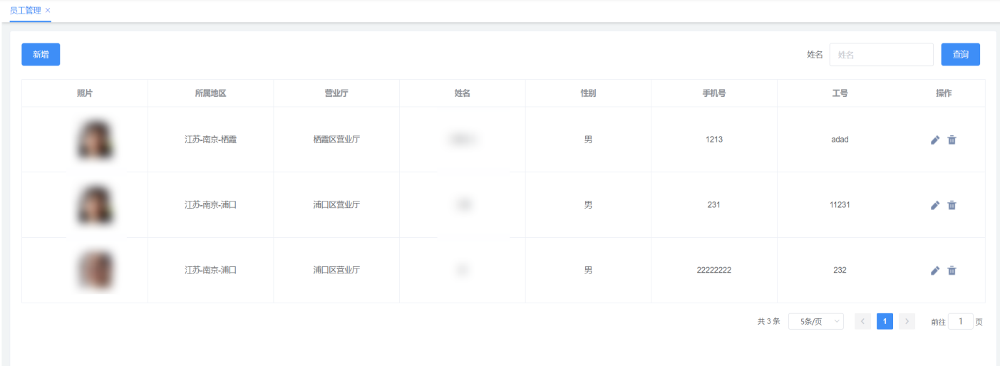 员工管理 ×
新增 姓名 姓名 查询
照片 所属地区 营业厅 姓名 性别 手机号 工号 操作
江苏-南京-栖霞 栖霞区营业厅 男 1213 adad
江苏-南京-浦口 浦口区营业厅 男 231 11231
江苏-南京-浦口 浦口区营业厅 男 22222222 232
共 3 条 5条/页 1 前往 1 页